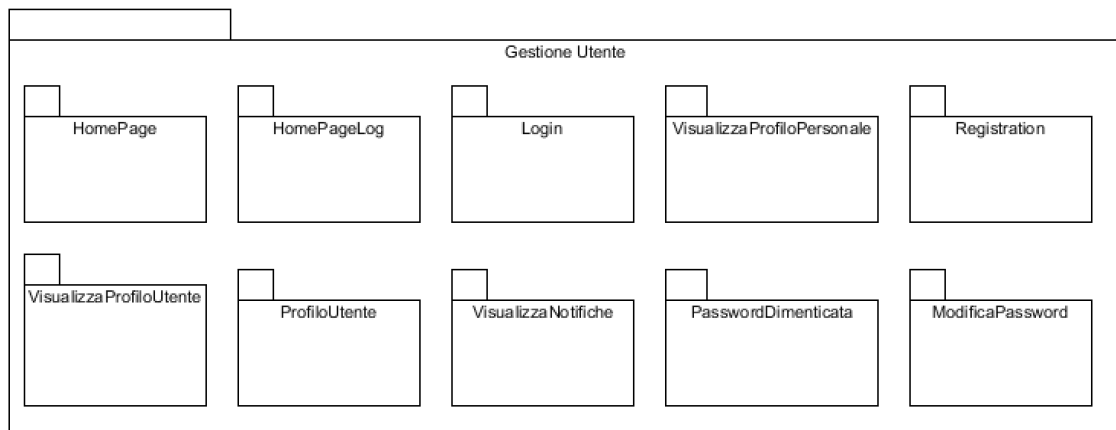 Gestione Utente
HomePage
HomePageLog
Login
VisualizzaProfiloPersonale
Registration
VisualizzaProfiloUtente
ProfiloUtente
VisualizzaNotifiche
PasswordDimenticata
ModificaPassword